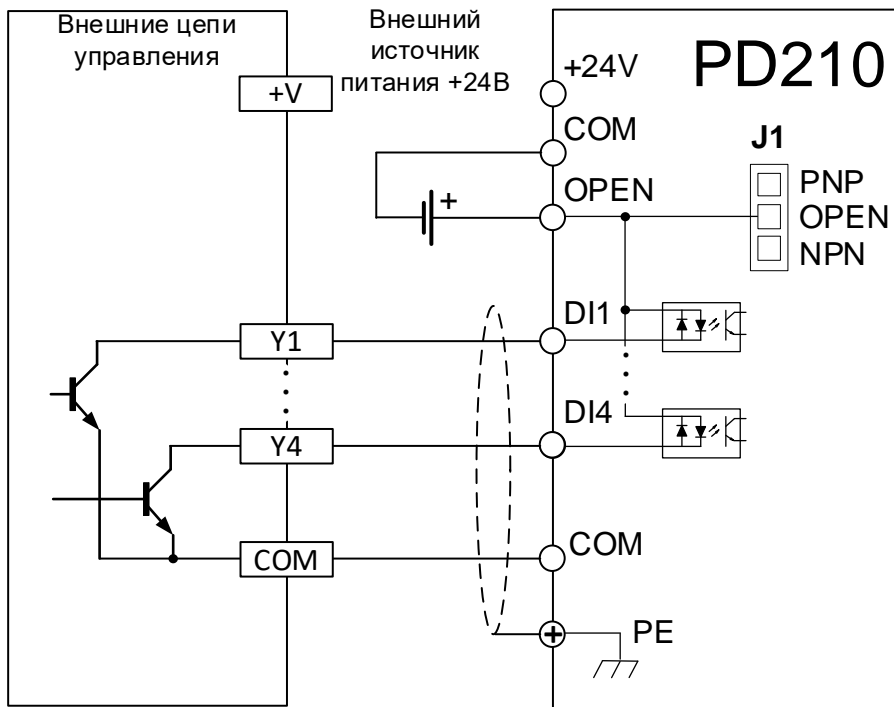 Внешние цепи
управления
Внешний
источник
питания +24В
PD210
+V
+24V
COM
J1
PNP
OPEN
OPEN
NPN
+
DI1
Y1
DI4
Y4
COM
COM
PE